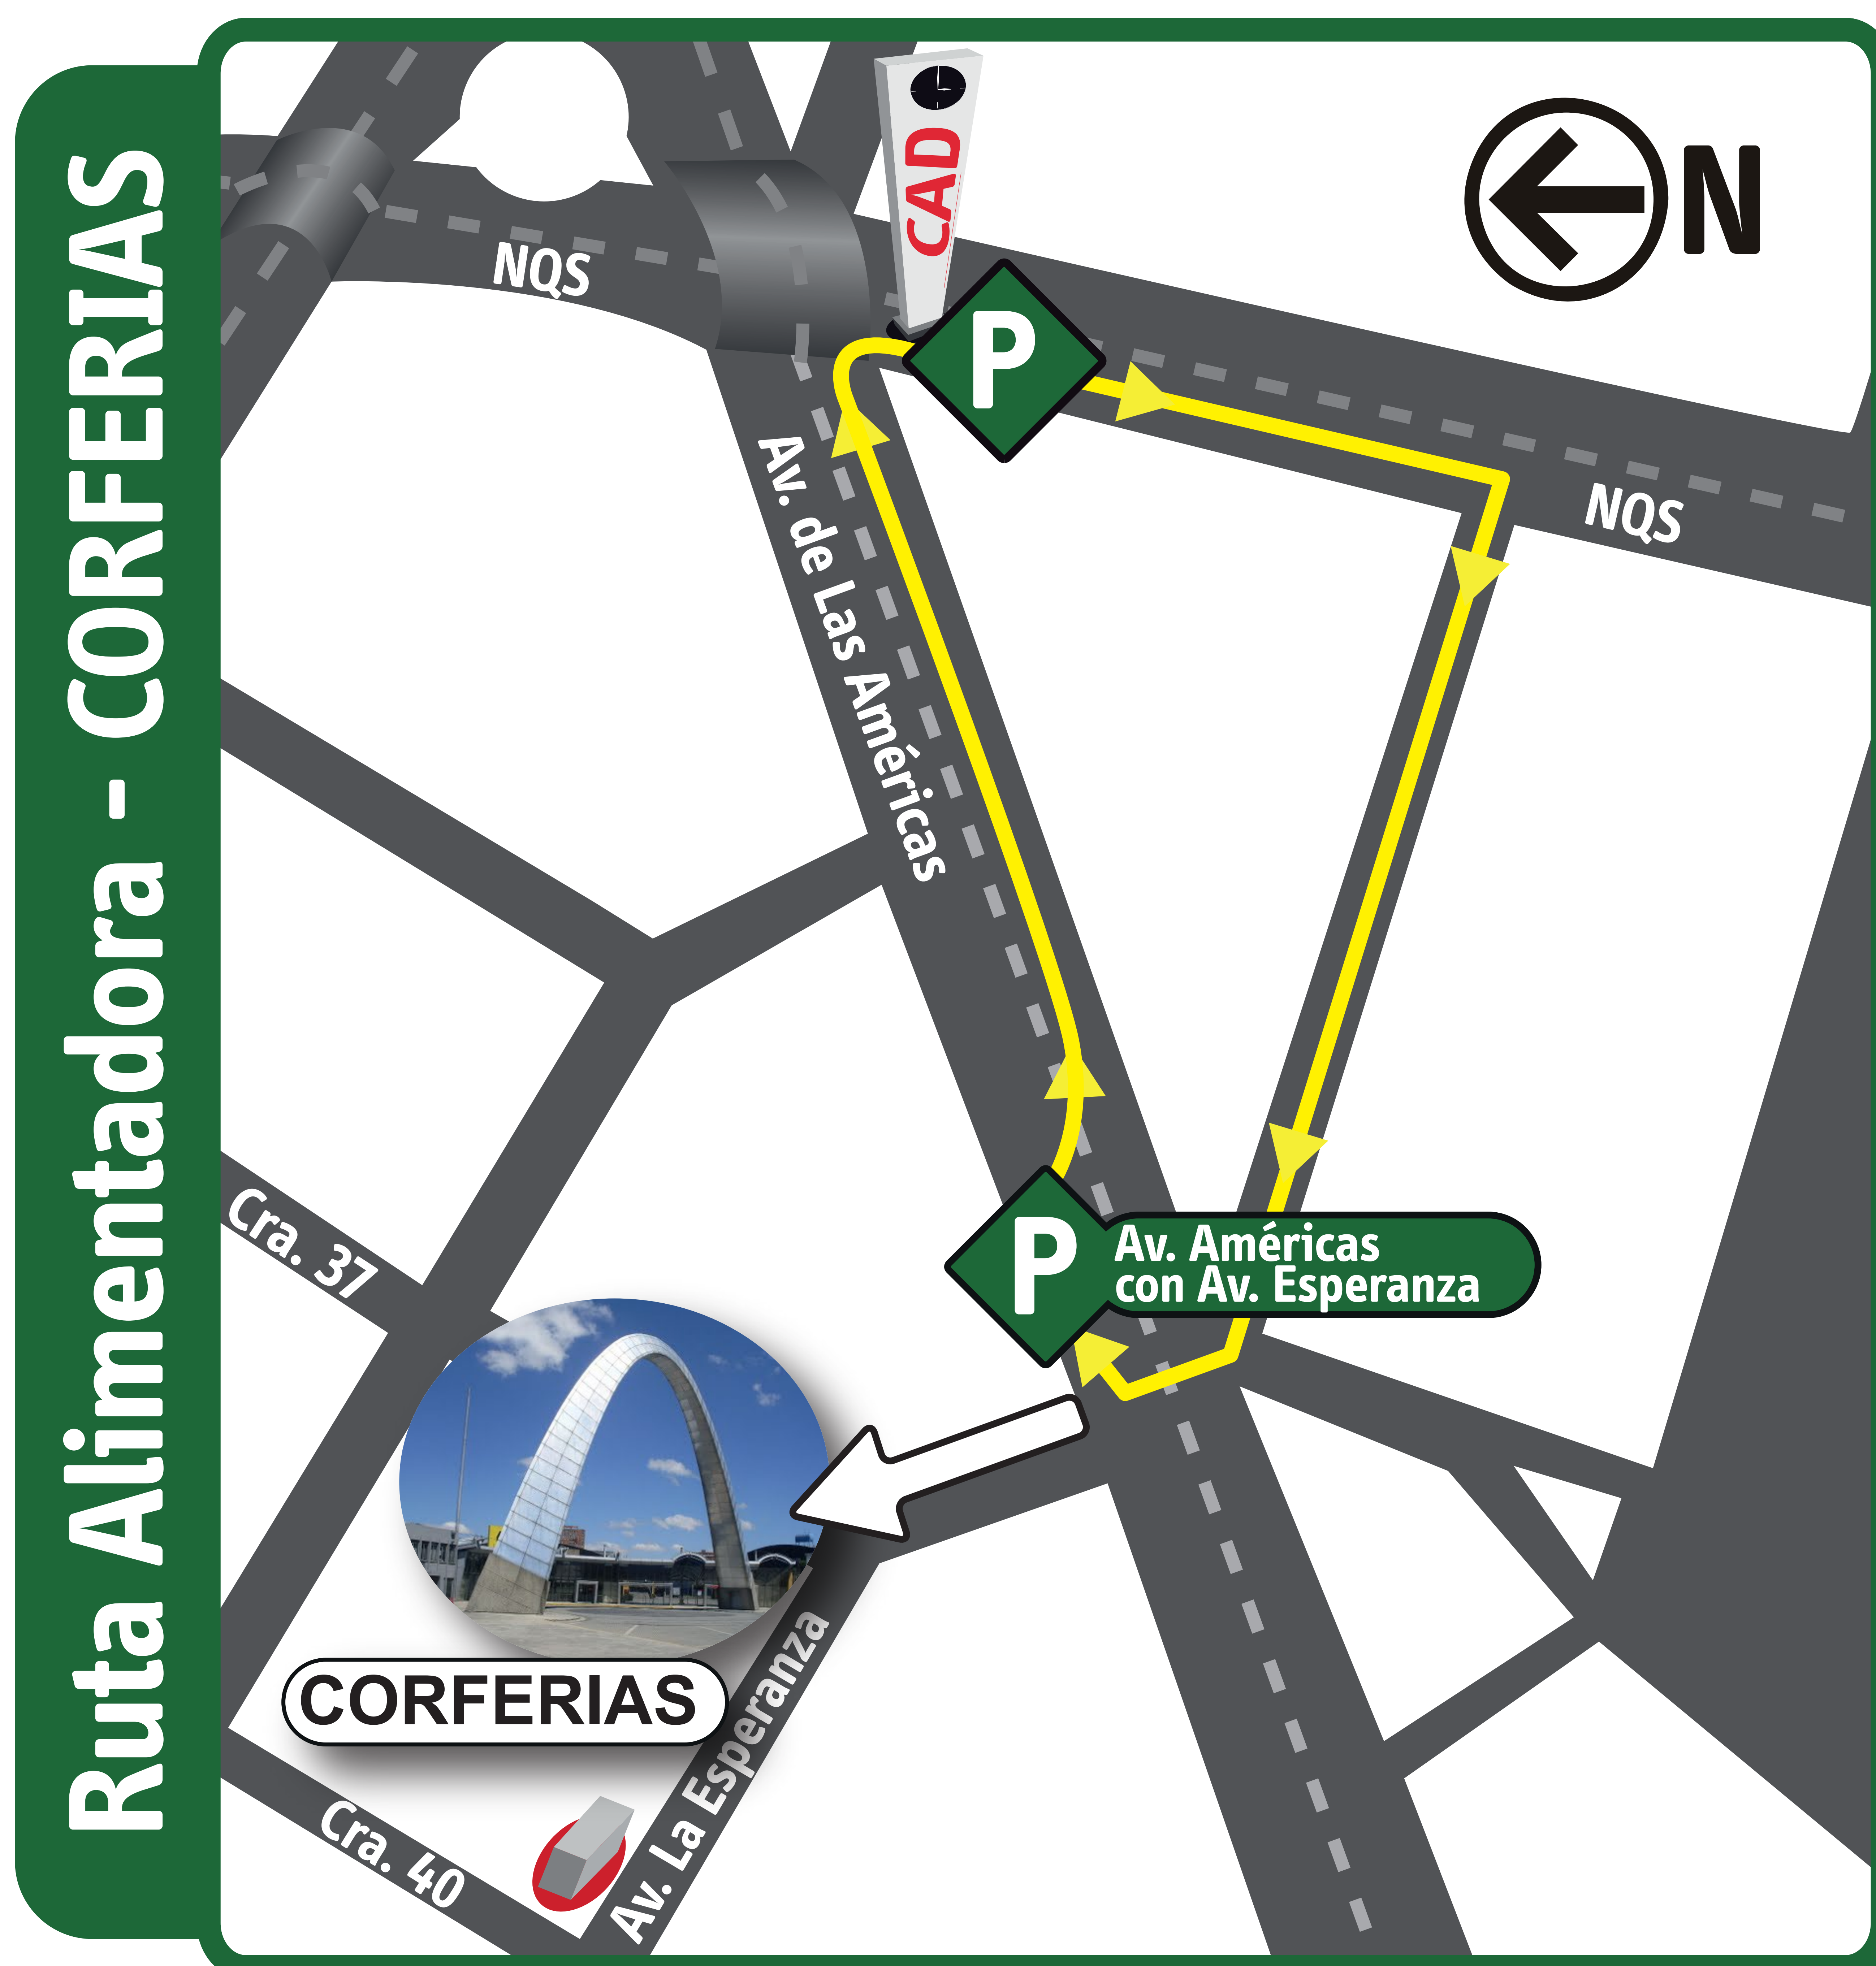 Ruta Alimentadora - CORFERIAS
CAD
N
NQS
P
NQS
Av. de Las Américas
Cra. 37
P
Av. Américas
con Av. Esperanza
CORFERIAS
Av. La Esperanza
Cra. 40